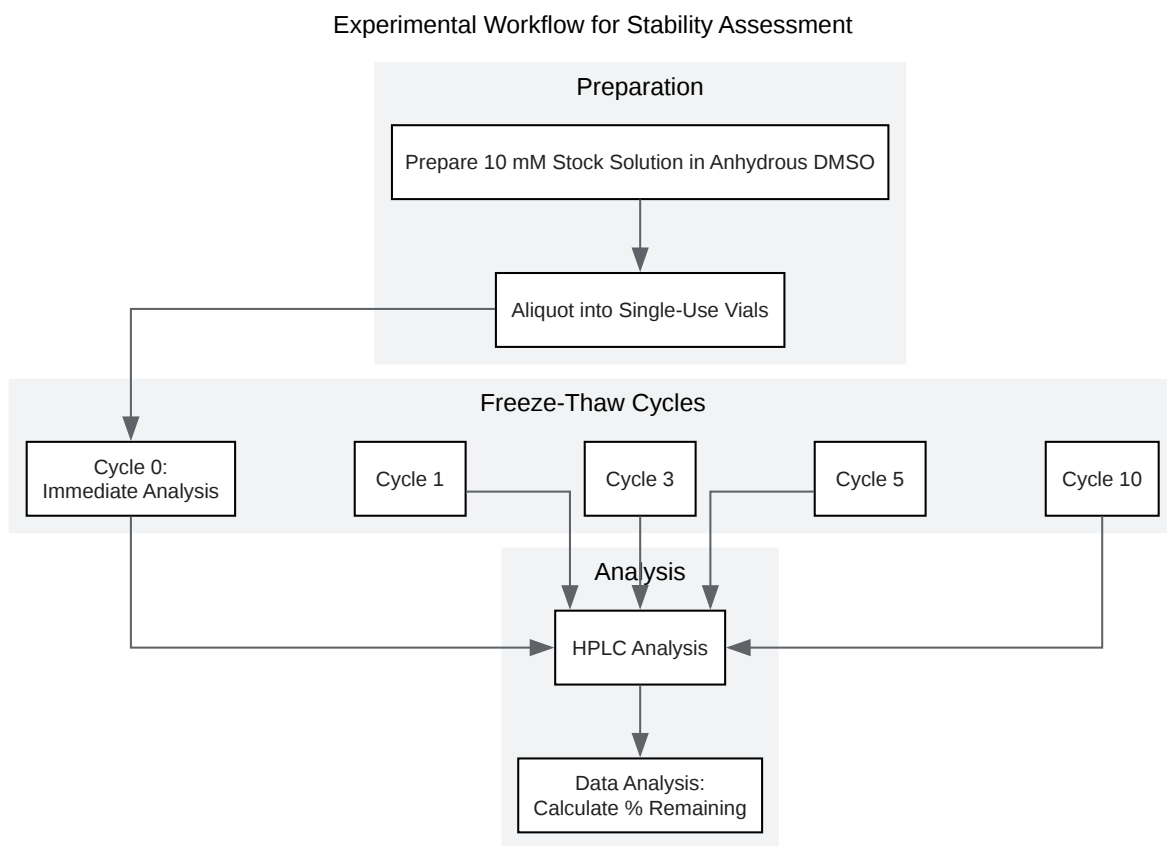 Experimental Workflow for Stability Assessment
Preparation
Prepare 10 mM Stock Solution in Anhydrous DMSO
Aliquot into Single-Use Vials
Freeze-Thaw Cycles
Cycle 0:
Immediate Analysis
Cycle 1
Cycle 3
Cycle 5
Cycle 10
Analysis
HPLC Analysis
Data Analysis:
Calculate % Remaining